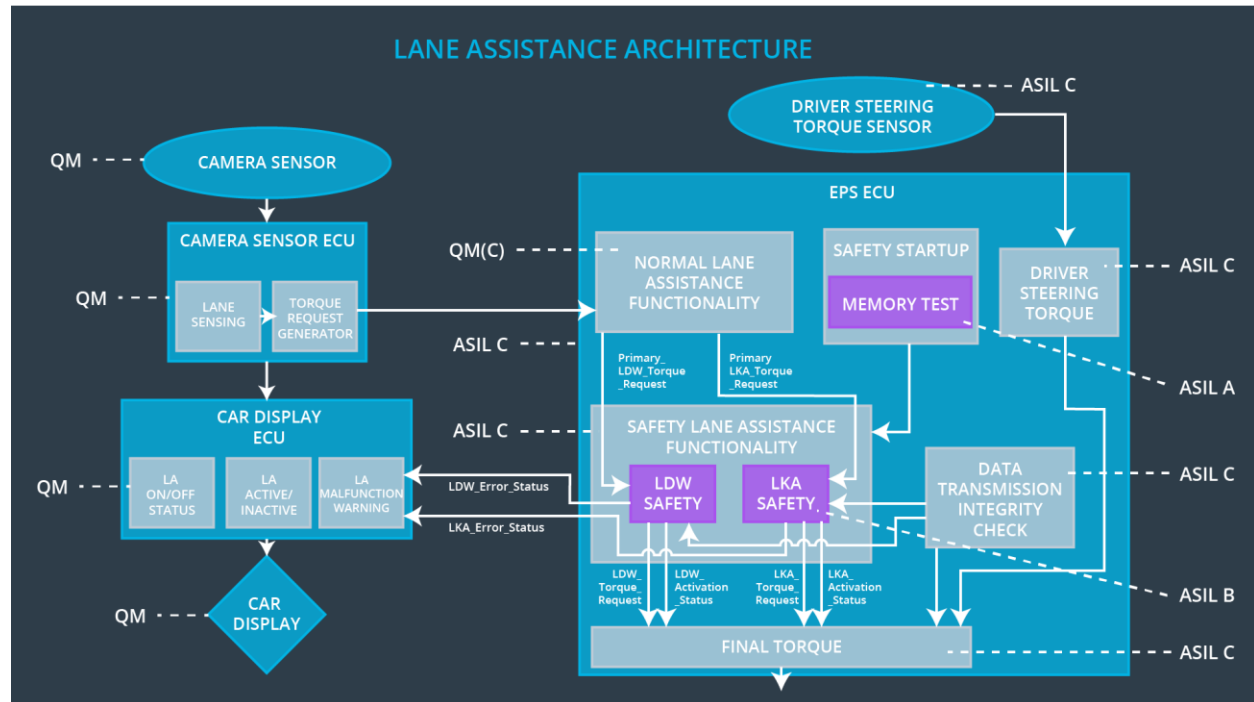 LANE ASSISTANCE ARCHITECTURE
ASIL C
DRIVER STEERING
TORQUE SENSOR
QM
CAMERA SENSOR
EPS ECU
CAMERA SENSOR ECU
QM
LANE
SENSING
TORQUE
REQUEST
GENERATOR
QM(C)
NORMAL LANE
ASSISTANCE
FUNCTIONALITY
SAFETY STARTUP
MEMORY TEST
DRIVER
STEERING
TORQUE
ASIL C
ASIL C
ASIL A
Primary_
LDW_Torque
_Request
Primary
LKA_Torque
_Request
CAR DISPLAY
ECU
QM
LA
ON/OFF
STATUS
LA
ACTIVE/
INACTIVE
LA
MALFUNCTION
WARNING
ASIL C
SAFETY LANE ASSISTANCE
FUNCTIONALITY
LDW
SAFETY
LKA
SAFETY
LDW_Error_Status
LKA_Error_Status
DATA
TRANSMISSION
INTEGRITY
CHECK
ASIL C
LDW_
Torque_
Request
LDW_
Activation
_Status
LKA_
Torque_
Request
LKA_
Activation
_Status
ASIL B
QM
CAR
DISPLAY
FINAL TORQUE
ASIL C